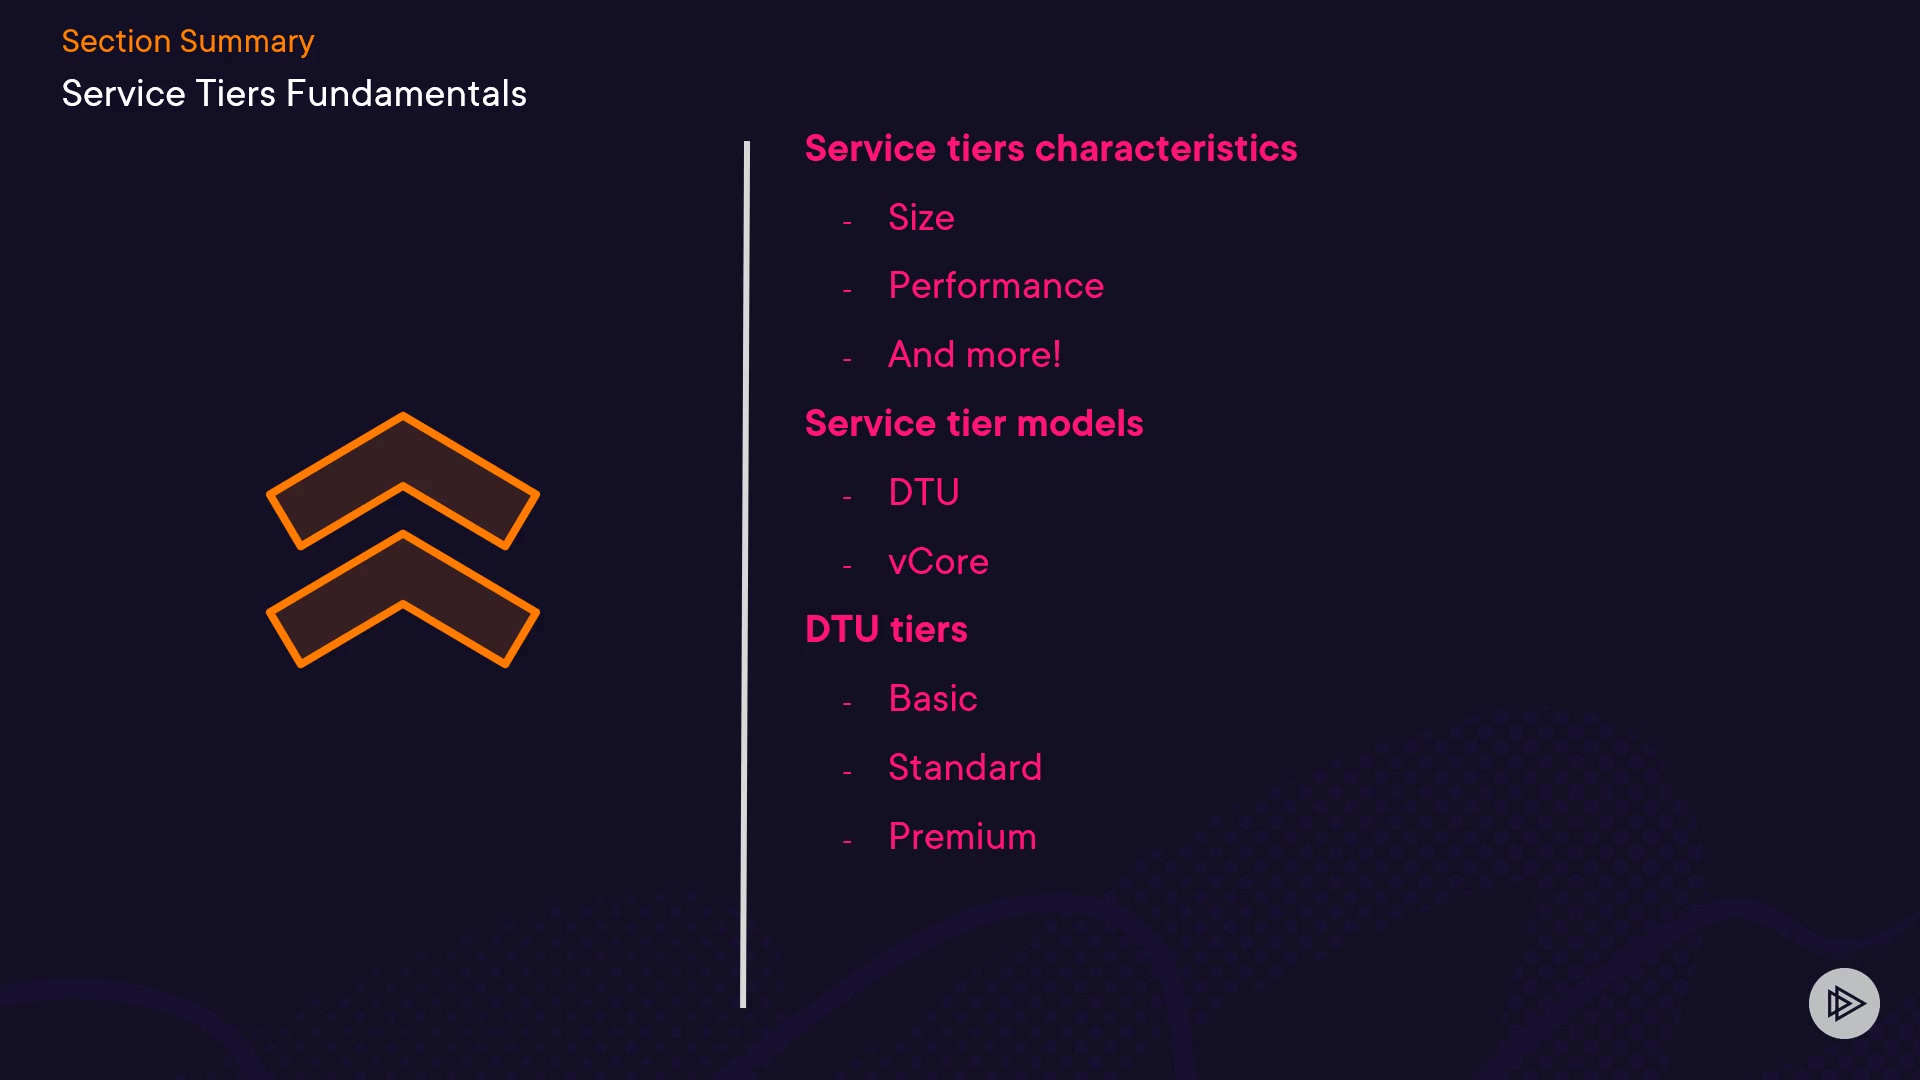 Section Summary
Service Tiers Fundamentals
Service tiers characteristics
- Size
- Performance
- And more!
Service tier models
- DTU
- vCore
DTU tiers
- Basic
- Standard
- Premium